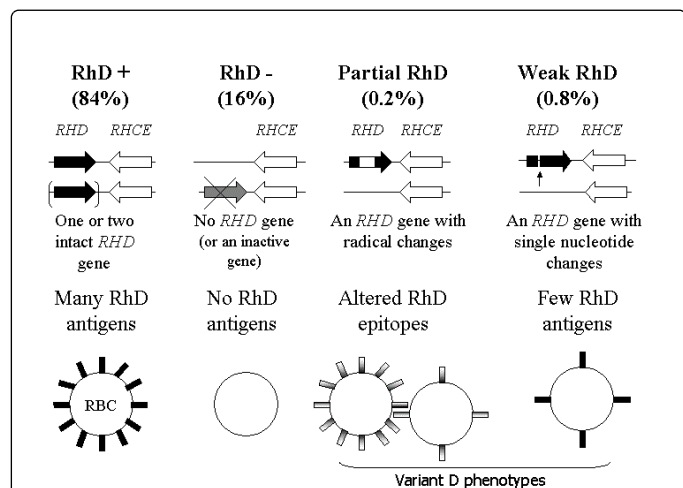 RhD +
(84%)
RHD RHCE
One or two
intact RHD
gene
Many RhD
antigens
RBC
RhD -
(16%)
RHCE
No RHD gene
(or an inactive
gene)
No RhD
antigens
Partial RhD
(0.2%)
RHD RHCE
An RHD gene with
radical changes
Altered RhD
epitopes
Weak RhD
(0.8%)
RHD RHCE
An RHD gene with
single nucleotide
changes
Few RhD
antigens
Variant D phenotypes